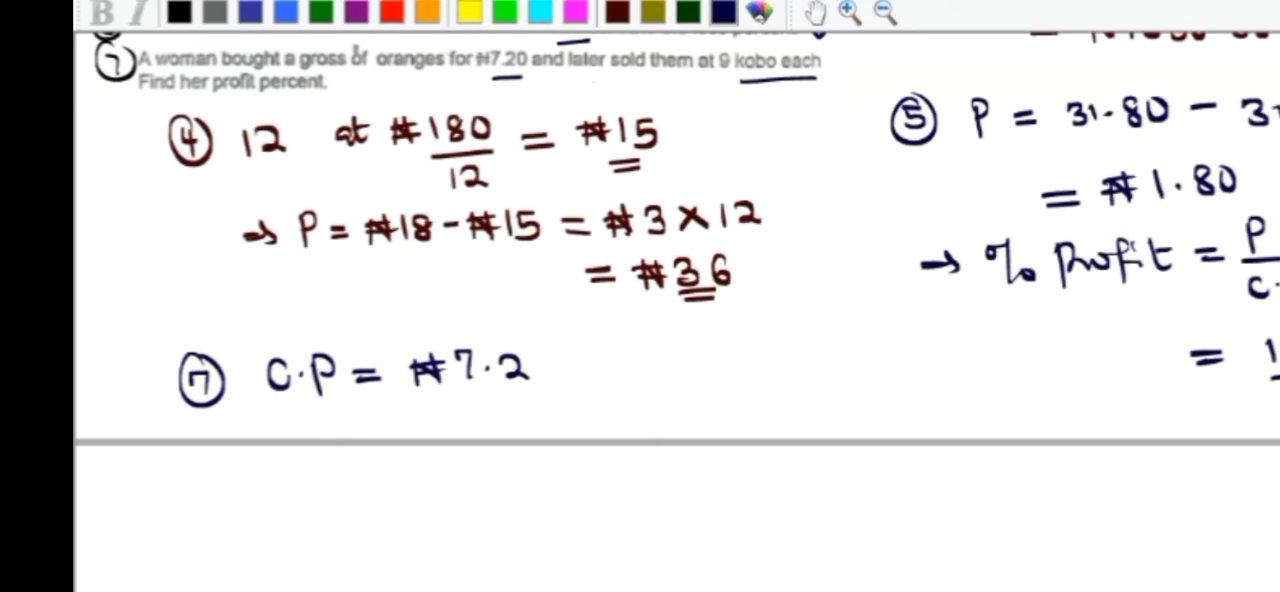 B I
⑦ A woman bought a gross of oranges for ₦7.20 and later sold them at 9 kobo each
Find her profit percent.
④ 12 at ₦180/12 = ₦15
⇒ P = ₦18 - ₦15 = ₦3 × 12
= ₦36
⑦ C.P = ₦7.2
⑤ P = 31.80 - 3
= ₦1.80
→ % Profit = P/C.
= 1